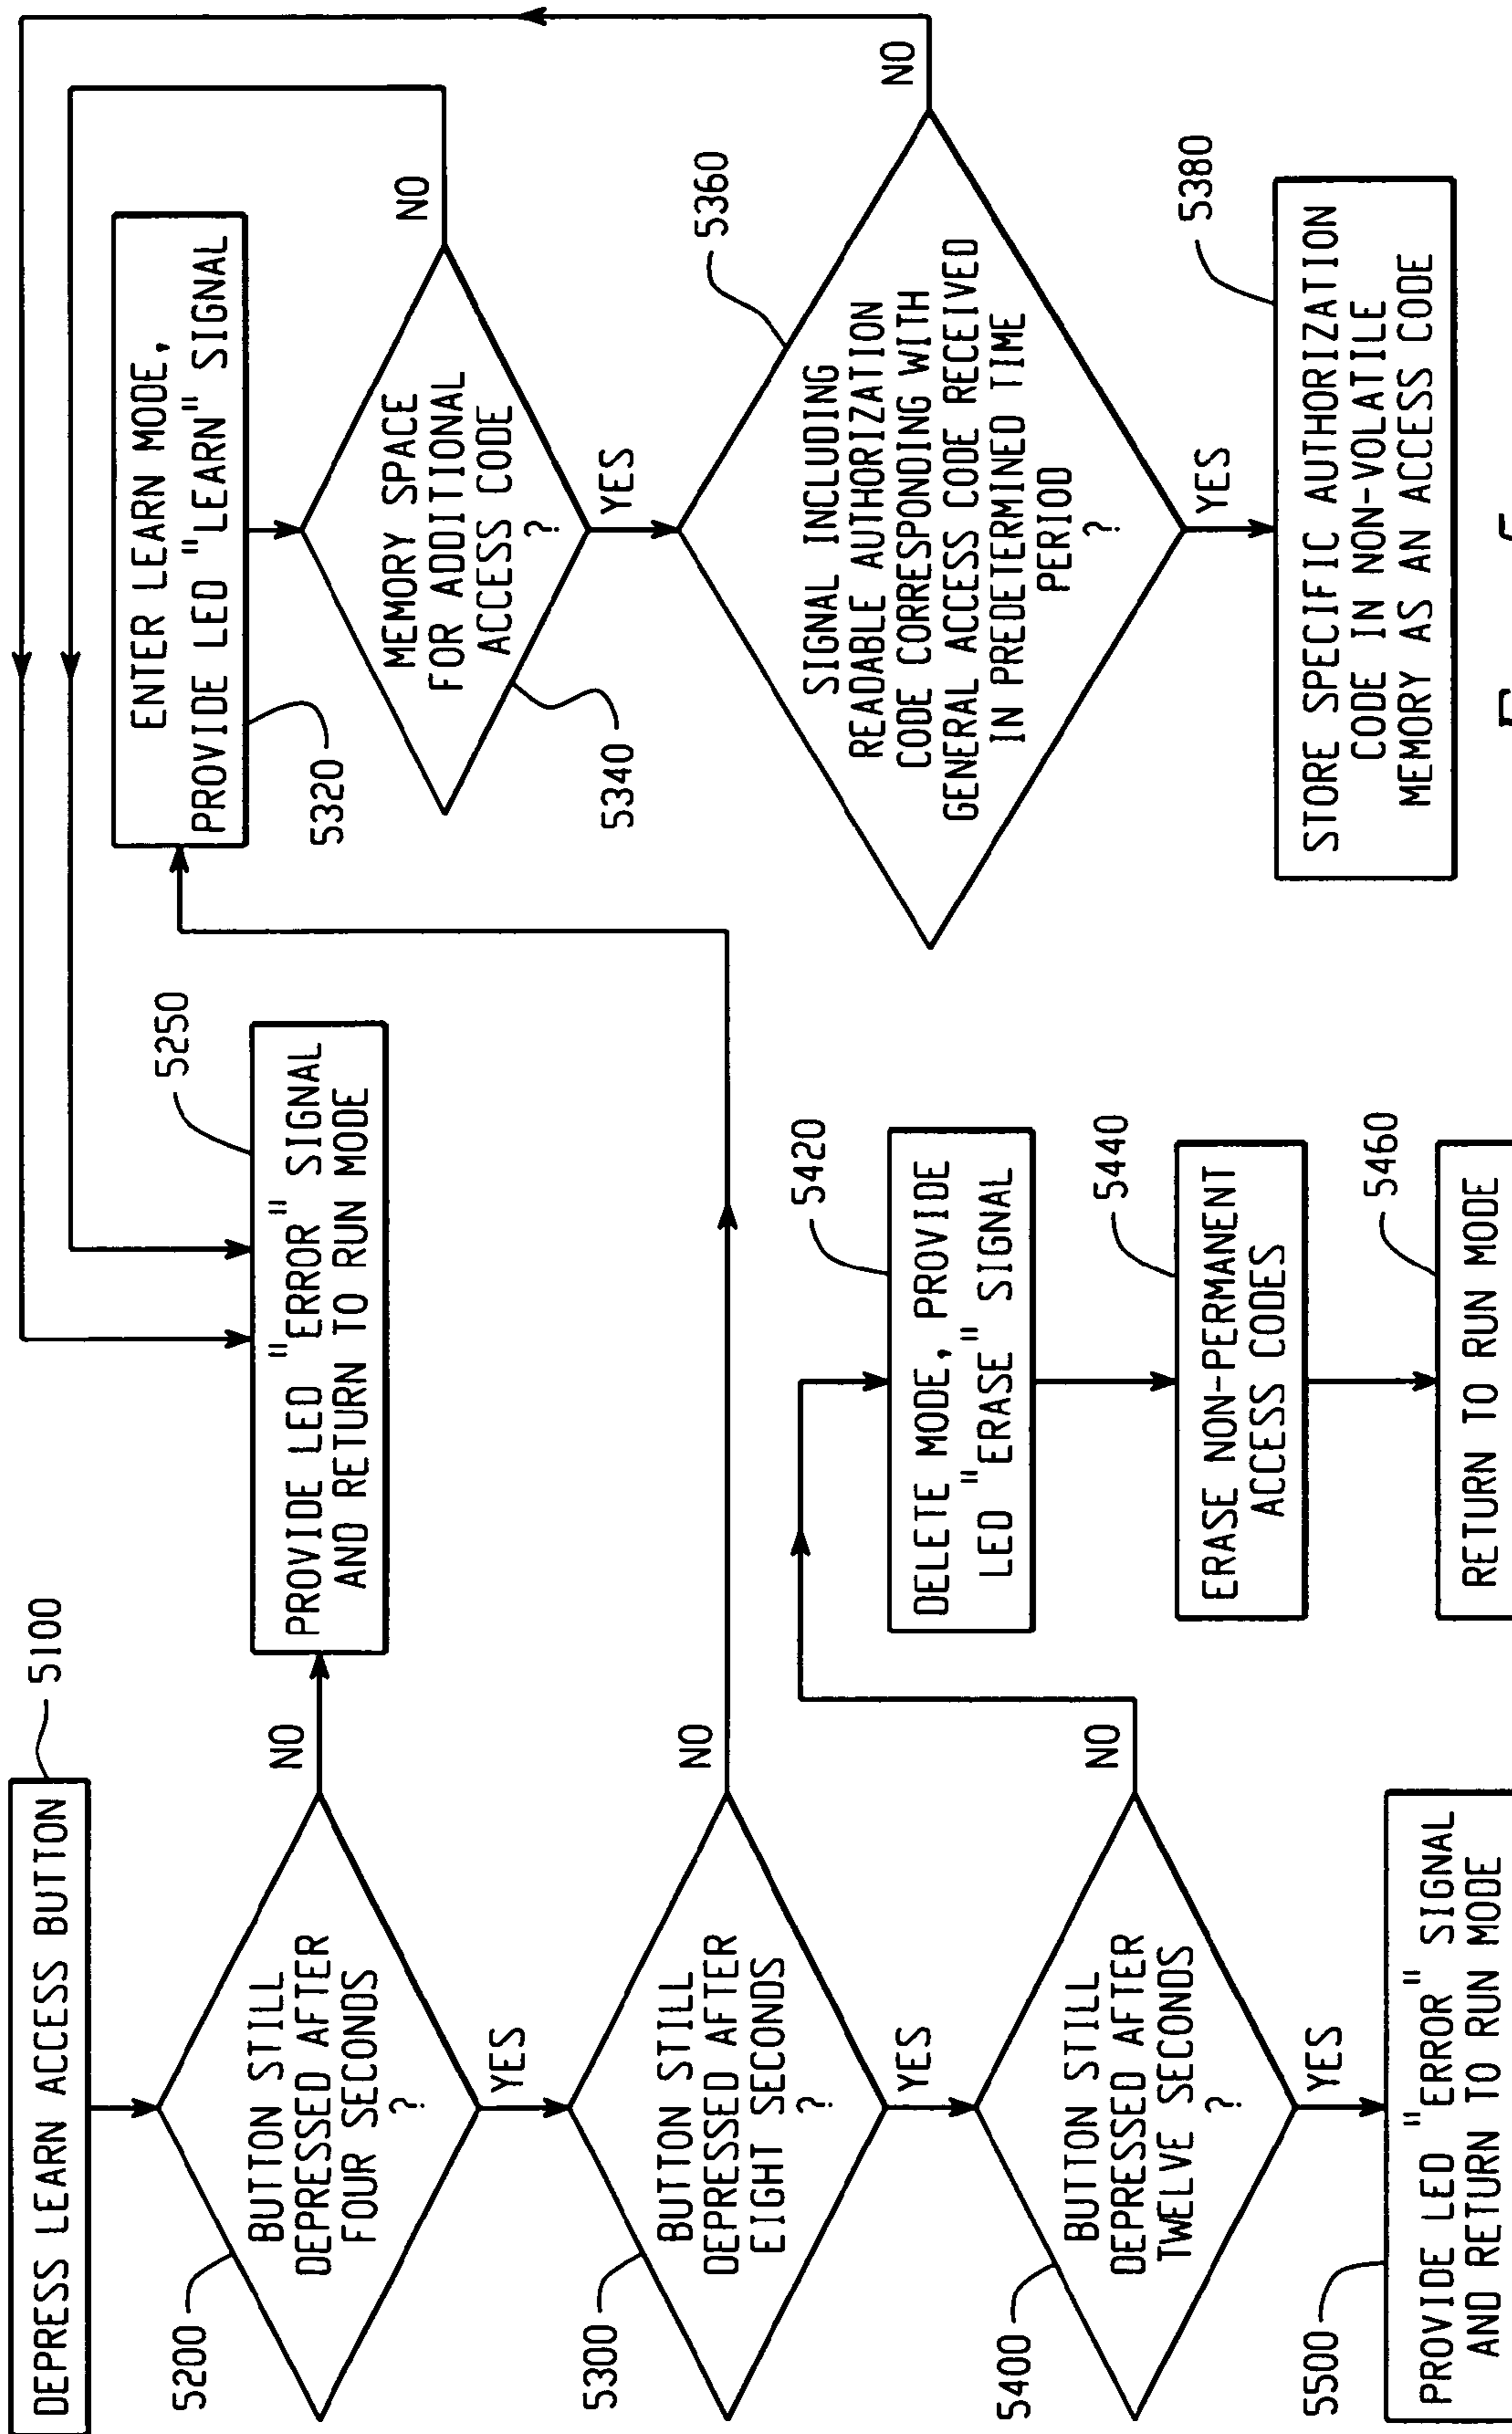 DEPRESS LEARN ACCESS BUTTON
5100
5200
BUTTON STILL
DEPRESSED AFTER
FOUR SECONDS
?
NO
YES
PROVIDE LED "ERROR" SIGNAL
AND RETURN TO RUN MODE
5250
5300
BUTTON STILL
DEPRESSED AFTER
EIGHT SECONDS
?
NO
YES
5400
BUTTON STILL
DEPRESSED AFTER
TWELVE SECONDS
?
NO
YES
5500
PROVIDE LED "ERROR" SIGNAL
AND RETURN TO RUN MODE
DELETE MODE, PROVIDE
LED "ERASE" SIGNAL
5420
ERASE NON-PERMANENT
ACCESS CODES
5440
RETURN TO RUN MODE
5460
ENTER LEARN MODE,
PROVIDE LED "LEARN" SIGNAL
5320
MEMORY SPACE
FOR ADDITIONAL
ACCESS CODE
?
5340
NO
YES
SIGNAL INCLUDING
READABLE AUTHORIZATION
CODE CORRESPONDING WITH
GENERAL ACCESS CODE RECEIVED
IN PREDETERMINED TIME
PERIOD
?
5360
NO
YES
STORE SPECIFIC AUTHORIZATION
CODE IN NON-VOLATILE
MEMORY AS AN ACCESS CODE
5380